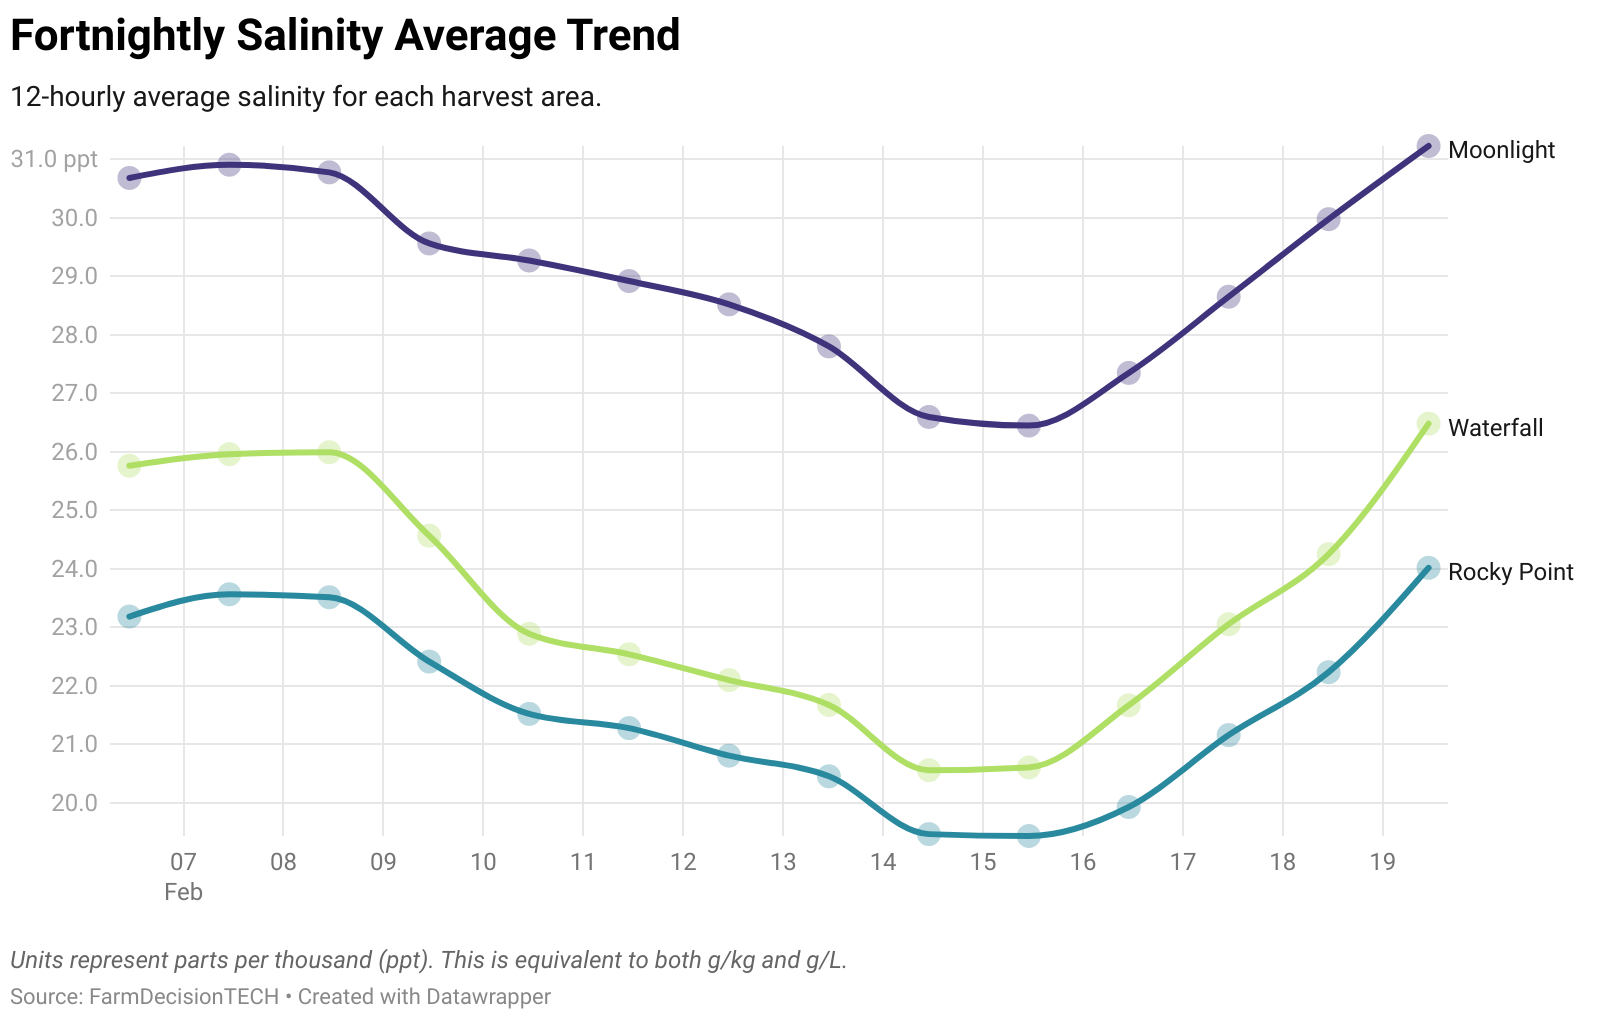 Fortnightly Salinity Average Trend
12-hourly average salinity for each harvest area.
31.0 ppt
30.0
29.0
28.0
27.0
26.0
25.0
24.0
23.0
22.0
21.0
20.0
Moonlight
Waterfall
Rocky Point
07 08 09 10 11 12 13 14 15 16 17 18 19
Feb
Units represent parts per thousand (ppt). This is equivalent to both g/kg and g/L.
Source: FarmDecisionTECH • Created with Datawrapper